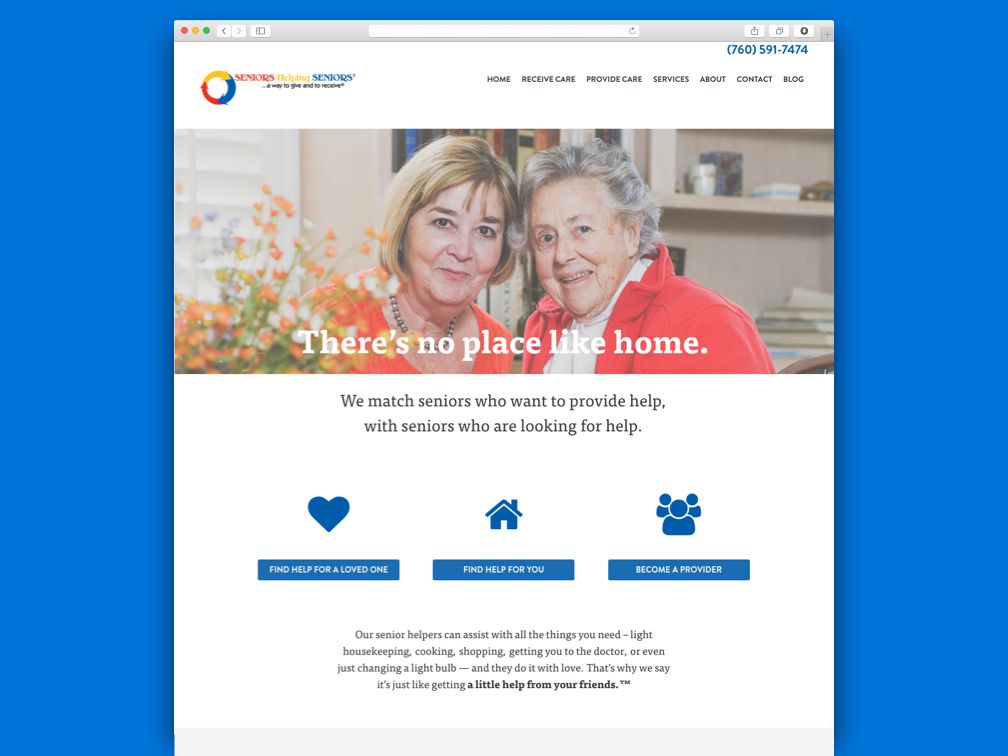 (760) 591-7474
SENIORS Helping SENIORS®
...a way to give and to receive®
HOME RECEIVE CARE PROVIDE CARE SERVICES ABOUT CONTACT BLOG
There's no place like home.
We match seniors who want to provide help,
with seniors who are looking for help.
FIND HELP FOR A LOVED ONE FIND HELP FOR YOU BECOME A PROVIDER
Our senior helpers can assist with all the things you need – light
housekeeping, cooking, shopping, getting you to the doctor, or even
just changing a light bulb — and they do it with love. That's why we say
it's just like getting a little help from your friends.™